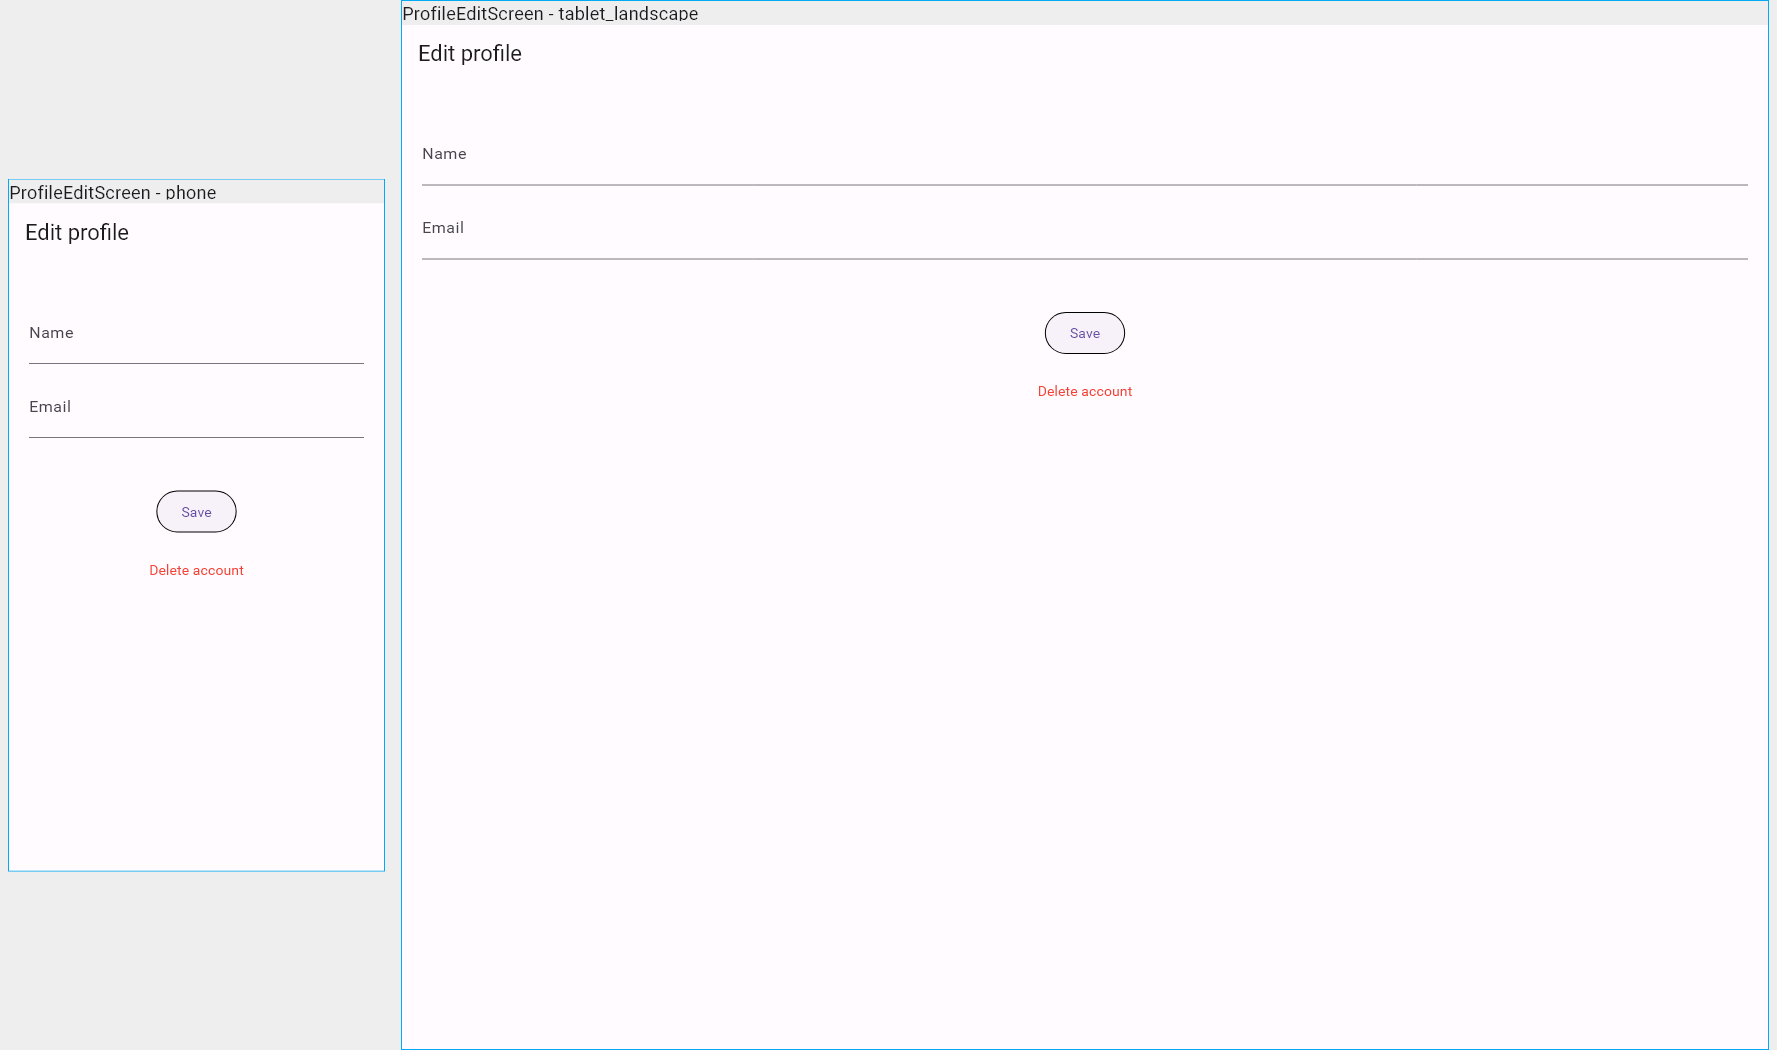 ProfileEditScreen - phone
Edit profile
Name
Email
Save
Delete account
ProfileEditScreen - tablet_landscape
Edit profile
Name
Email
Save
Delete account